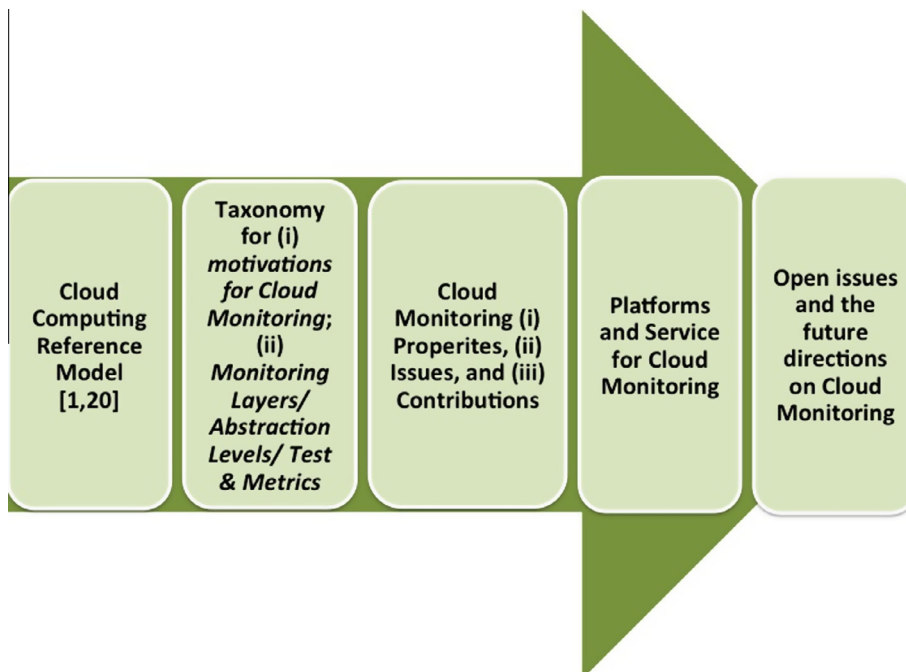 Cloud
Computing
Reference
Model
[1,20]
Taxonomy
for (i)
motivations
for Cloud
Monitoring;
(ii)
Monitoring
Layers/
Abstraction
Levels/ Test
& Metrics
Cloud
Monitoring (i)
Properites, (ii)
Issues, and (iii)
Contributions
Platforms
and Service
for Cloud
Monitoring
Open issues
and the
future
directions
on Cloud
Monitoring